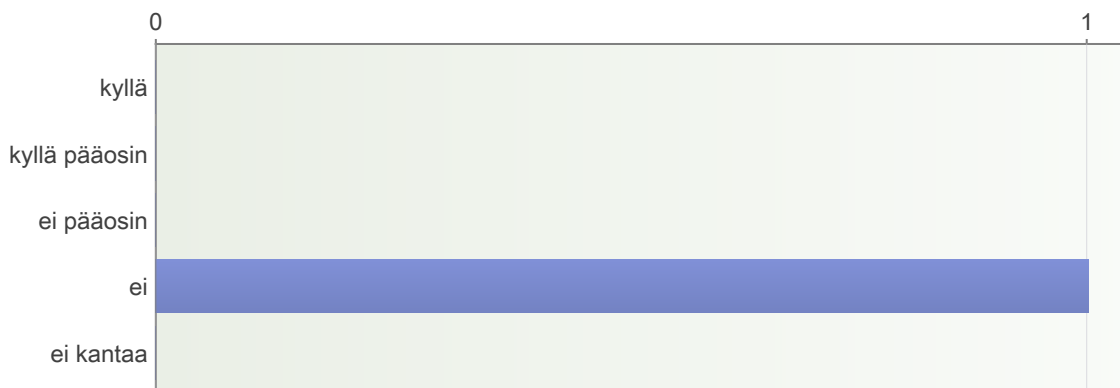 0 1
kyllä
kyllä pääosin
ei pääosin
ei
ei kantaa